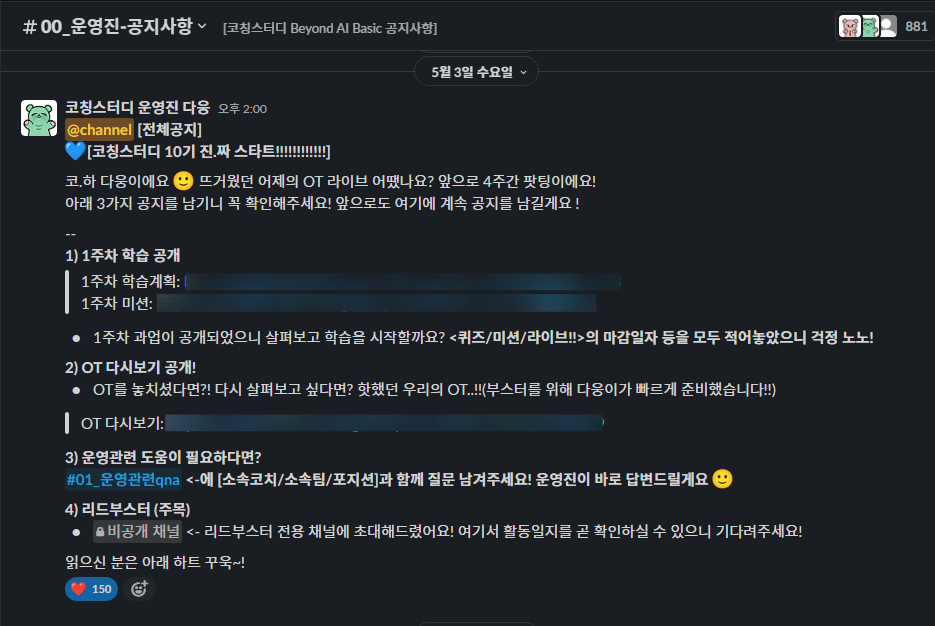 # 00_운영진-공지사항
[코칭스터디 Beyond AI Basic 공지사항]
881
5월 3일 수요일
코칭스터디 운영진 다웅 오후 2:00
@channel [전체공지]
💙[코칭스터디 10기 진.짜 스타트!!!!!!!!!!!!]
코.하 다웅이에요 🙂 뜨거웠던 어제의 OT 라이브 어땠나요? 앞으로 4주간 팟팅이에요!
아래 3가지 공지를 남기니 꼭 확인해주세요! 앞으로도 여기에 계속 공지를 남길게요 !
--
1) 1주차 학습 공개
1주차 학습계획:
1주차 미션:
• 1주차 과업이 공개되었으니 살펴보고 학습을 시작할까요? <퀴즈/미션/라이브!!>의 마감일자 등을 모두 적어놓았으니 걱정 노노!
2) OT 다시보기 공개!
• OT를 놓치셨다면?! 다시 살펴보고 싶다면? 핫했던 우리의 OT..!!(부스터를 위해 다웅이가 빠르게 준비했습니다!!)
OT 다시보기:
3) 운영관련 도움이 필요하다면?
#01_운영관련qna <-에 [소속코치/소속팀/포지션]과 함께 질문 남겨주세요! 운영진이 바로 답변드릴게요 🙂
4) 리드부스터 (주목)
• 🔒비공개 채널 <- 리드부스터 전용 채널에 초대해드렸어요! 여기서 활동일지를 곧 확인하실 수 있으니 기다려주세요!
읽으신 분은 아래 하트 꾸욱~!
❤️ 150